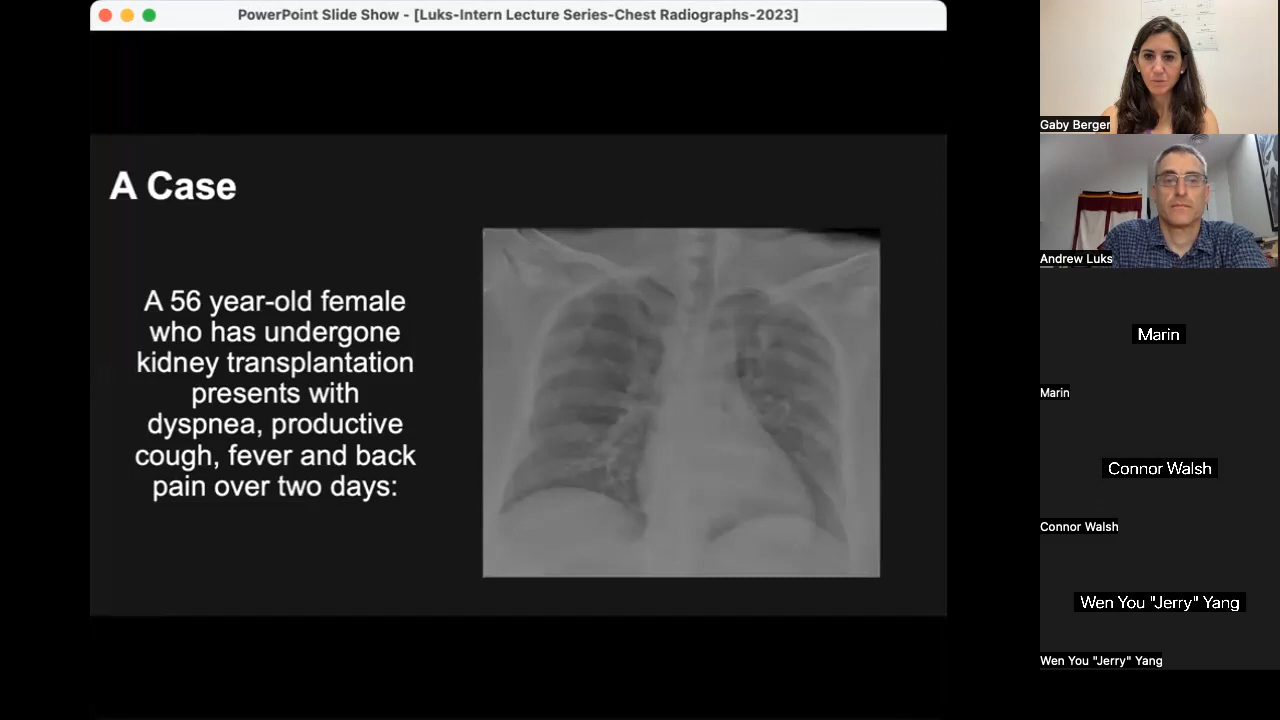 PowerPoint Slide Show - [Luks-Intern Lecture Series-Chest Radiographs-2023]
A Case
A 56 year-old female
who has undergone
kidney transplantation
presents with
dyspnea, productive
cough, fever and back
pain over two days:
Gaby Berger
Andrew Luks
Marin
Marin
Connor Walsh
Connor Walsh
Wen You "Jerry" Yang
Wen You "Jerry" Yang